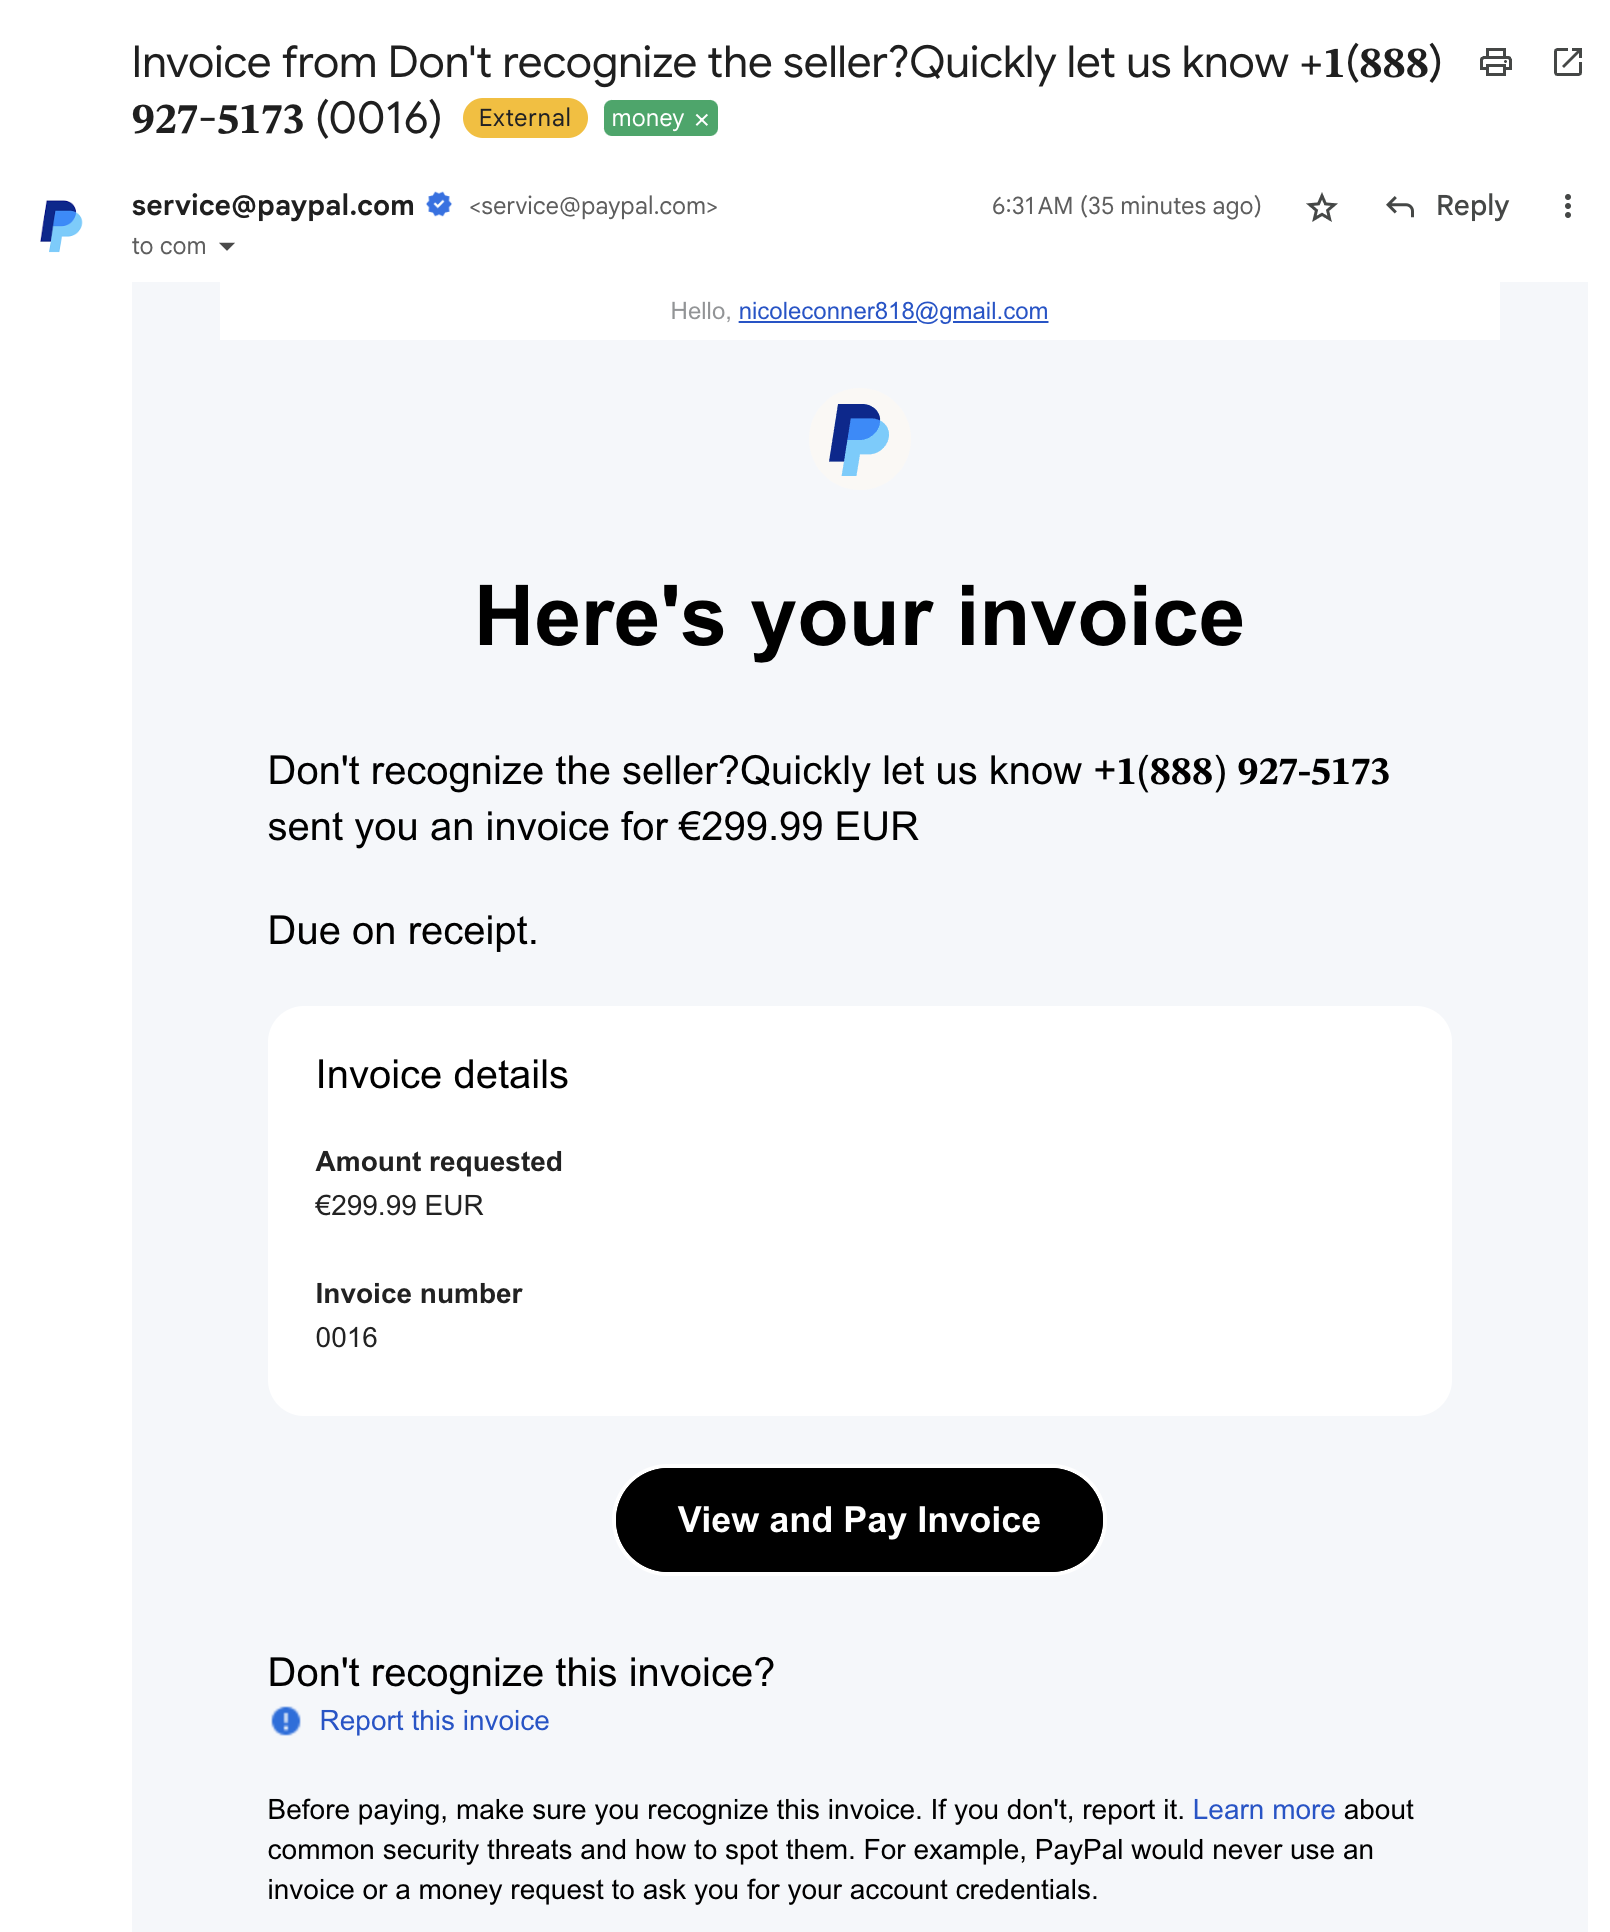 Invoice from Don't recognize the seller?Quickly let us know +𝟏(𝟖𝟖𝟖)
𝟗𝟐𝟕-𝟓𝟏𝟕𝟑 (0016) External money ×
service@paypal.com <service@paypal.com> 6:31 AM (35 minutes ago) Reply
to com
Hello, nicoleconner818@gmail.com
Here's your invoice
Don't recognize the seller?Quickly let us know +𝟏(𝟖𝟖𝟖) 𝟗𝟐𝟕-𝟓𝟏𝟕𝟑
sent you an invoice for €299.99 EUR
Due on receipt.
Invoice details
Amount requested
€299.99 EUR
Invoice number
0016
View and Pay Invoice
Don't recognize this invoice?
Report this invoice
Before paying, make sure you recognize this invoice. If you don't, report it. Learn more about
common security threats and how to spot them. For example, PayPal would never use an
invoice or a money request to ask you for your account credentials.